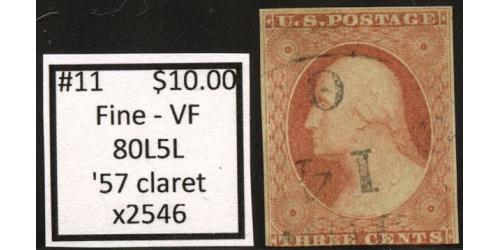 #11 $10.00
Fine - VF
80L5L
'57 claret
x2546
U.S. POSTAGE
O
I
THREE CENTS